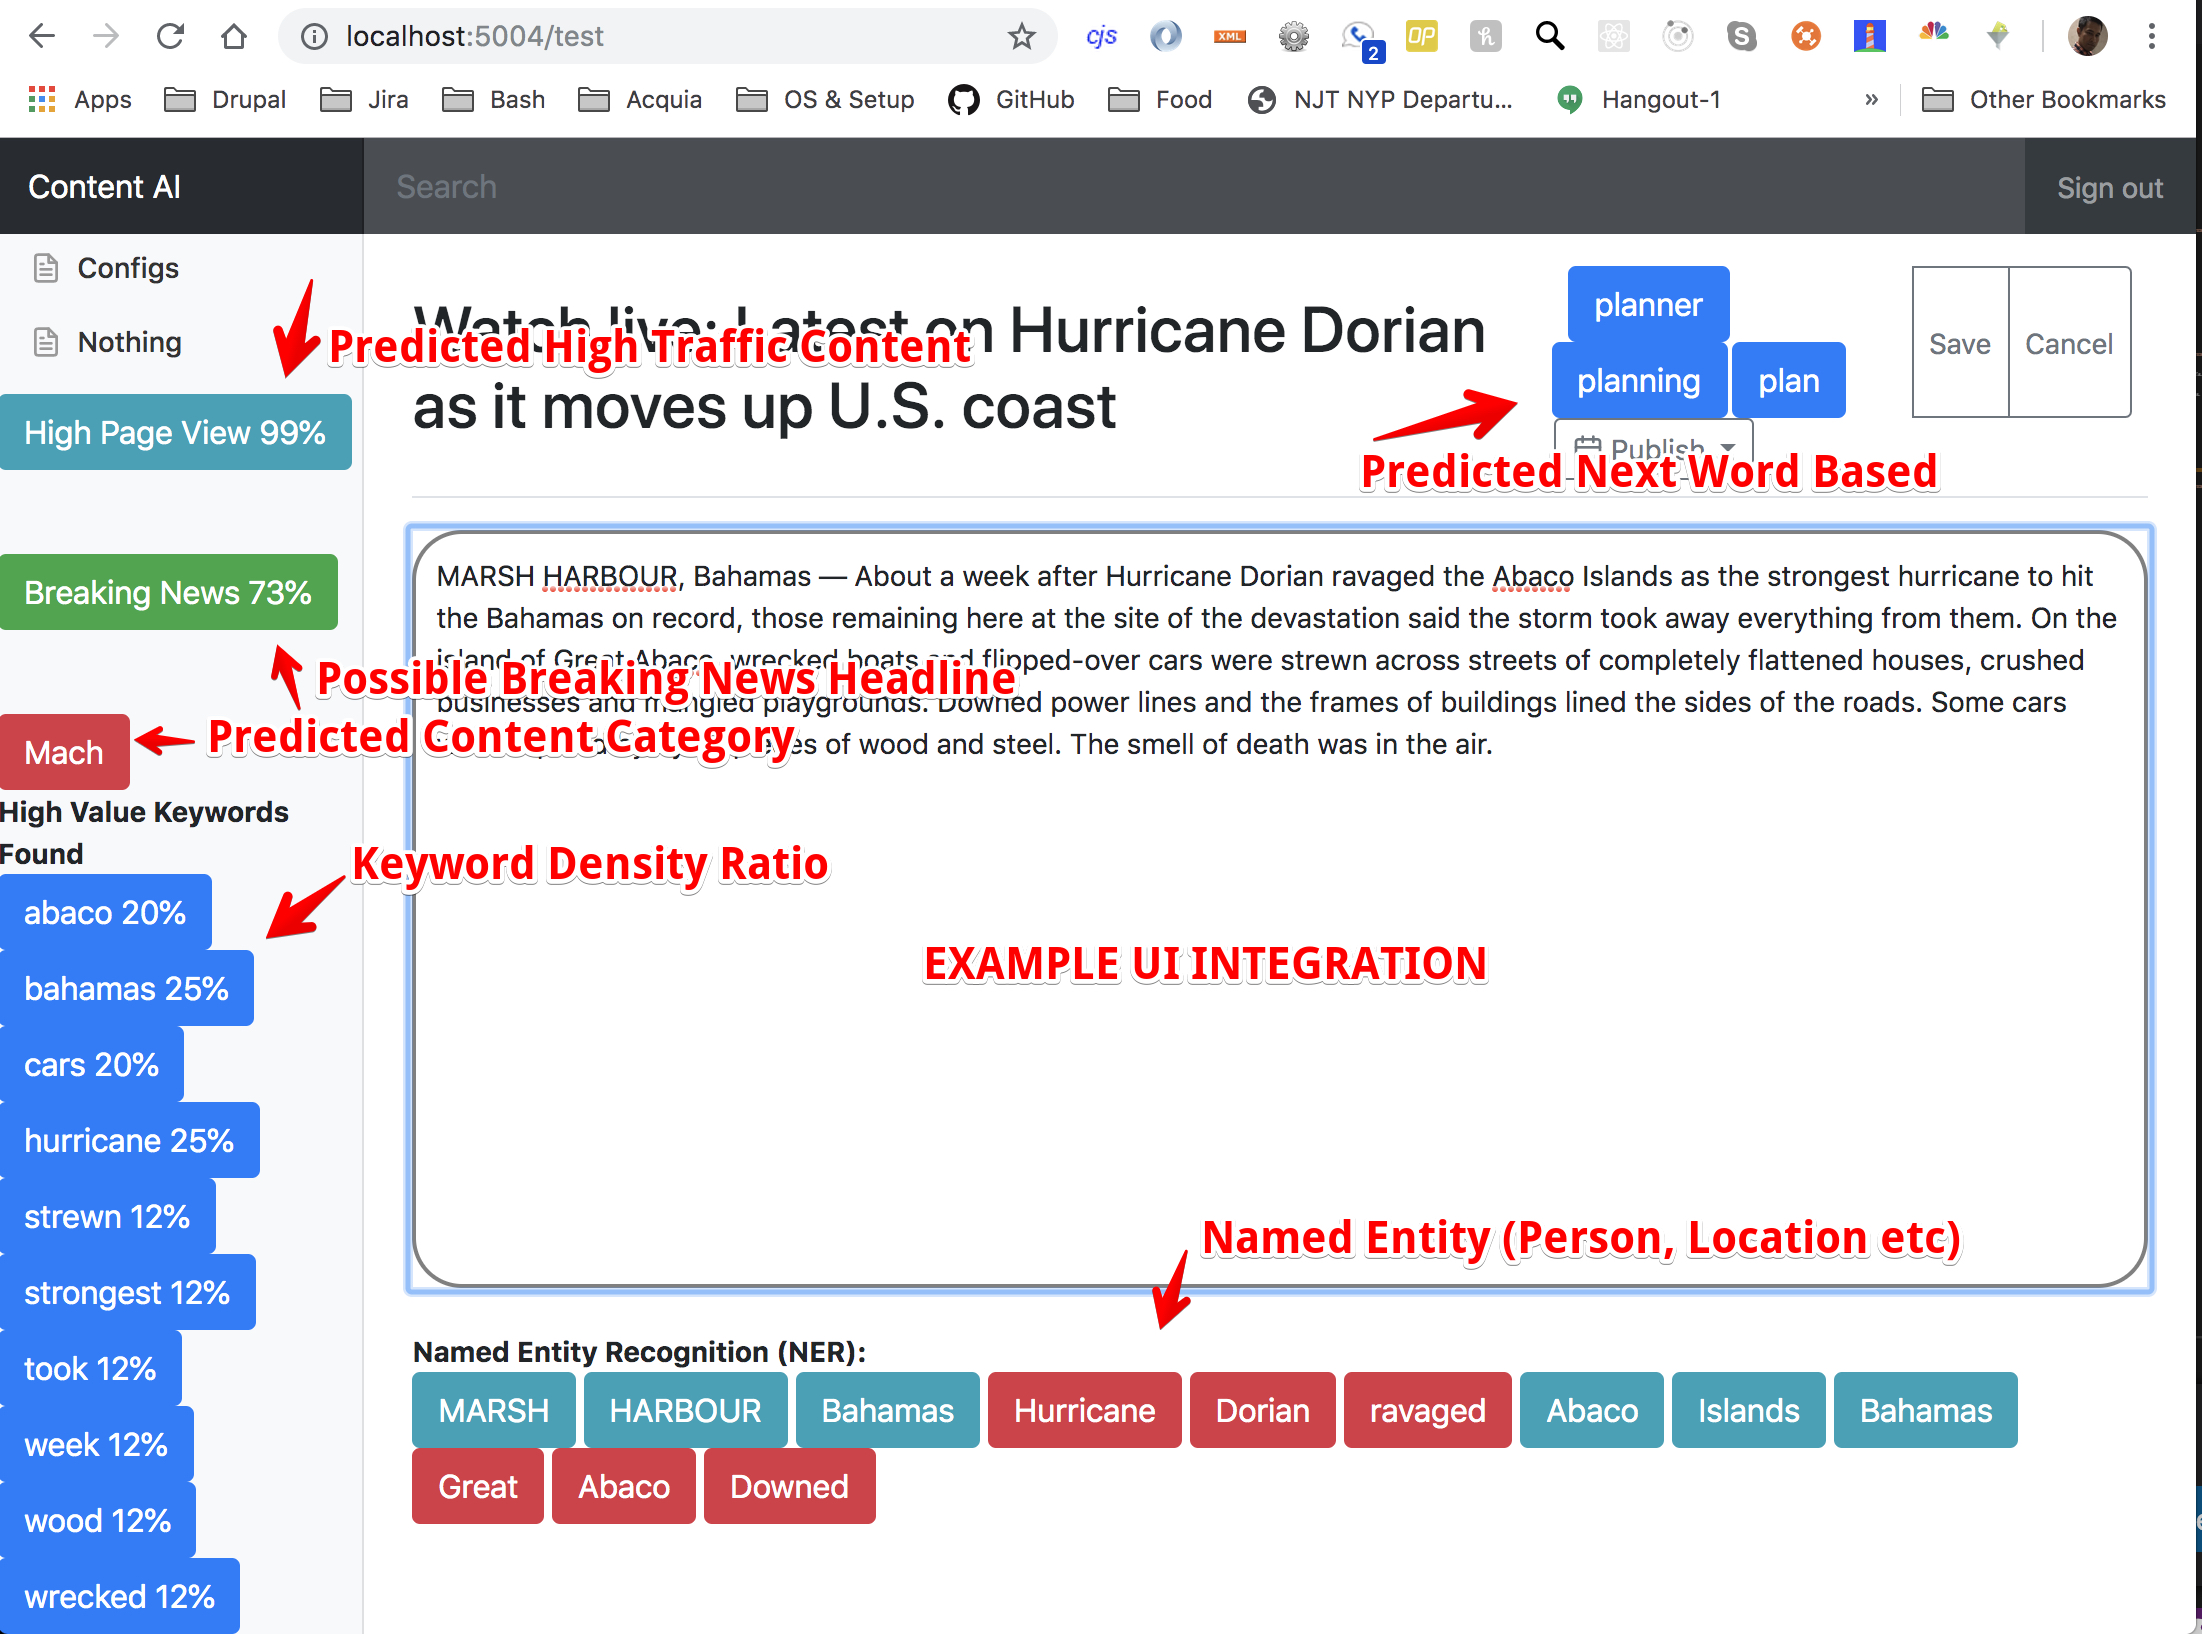 localhost:5004/test
cjs
XML
2
OP
h
S
Apps
Drupal
Jira
Bash
Acquia
OS & Setup
GitHub
Food
NJT NYP Departu...
Hangout-1
»
Other Bookmarks
Content AI
Search
Sign out
Configs
Nothing
Predicted High Traffic Content
High Page View 99%
Watch live: Latest on Hurricane Dorian
as it moves up U.S. coast
planner
planning
plan
Publish
Save
Cancel
Predicted Next Word Based
Breaking News 73%
Possible Breaking News Headline
Mach
Predicted Content Category
High Value Keywords
Found
Keyword Density Ratio
abaco 20%
bahamas 25%
cars 20%
hurricane 25%
strewn 12%
strongest 12%
took 12%
week 12%
wood 12%
wrecked 12%
MARSH HARBOUR, Bahamas — About a week after Hurricane Dorian ravaged the Abaco Islands as the strongest hurricane to hit
the Bahamas on record, those remaining here at the site of the devastation said the storm took away everything from them. On the
island of Great Abaco, wrecked boats and flipped-over cars were strewn across streets of completely flattened houses, crushed
businesses and mangled playgrounds. Downed power lines and the frames of buildings lined the sides of the roads. Some cars
of wood and steel. The smell of death was in the air.
EXAMPLE UI INTEGRATION
Named Entity (Person, Location etc)
Named Entity Recognition (NER):
MARSH
HARBOUR
Bahamas
Hurricane
Dorian
ravaged
Abaco
Islands
Bahamas
Great
Abaco
Downed